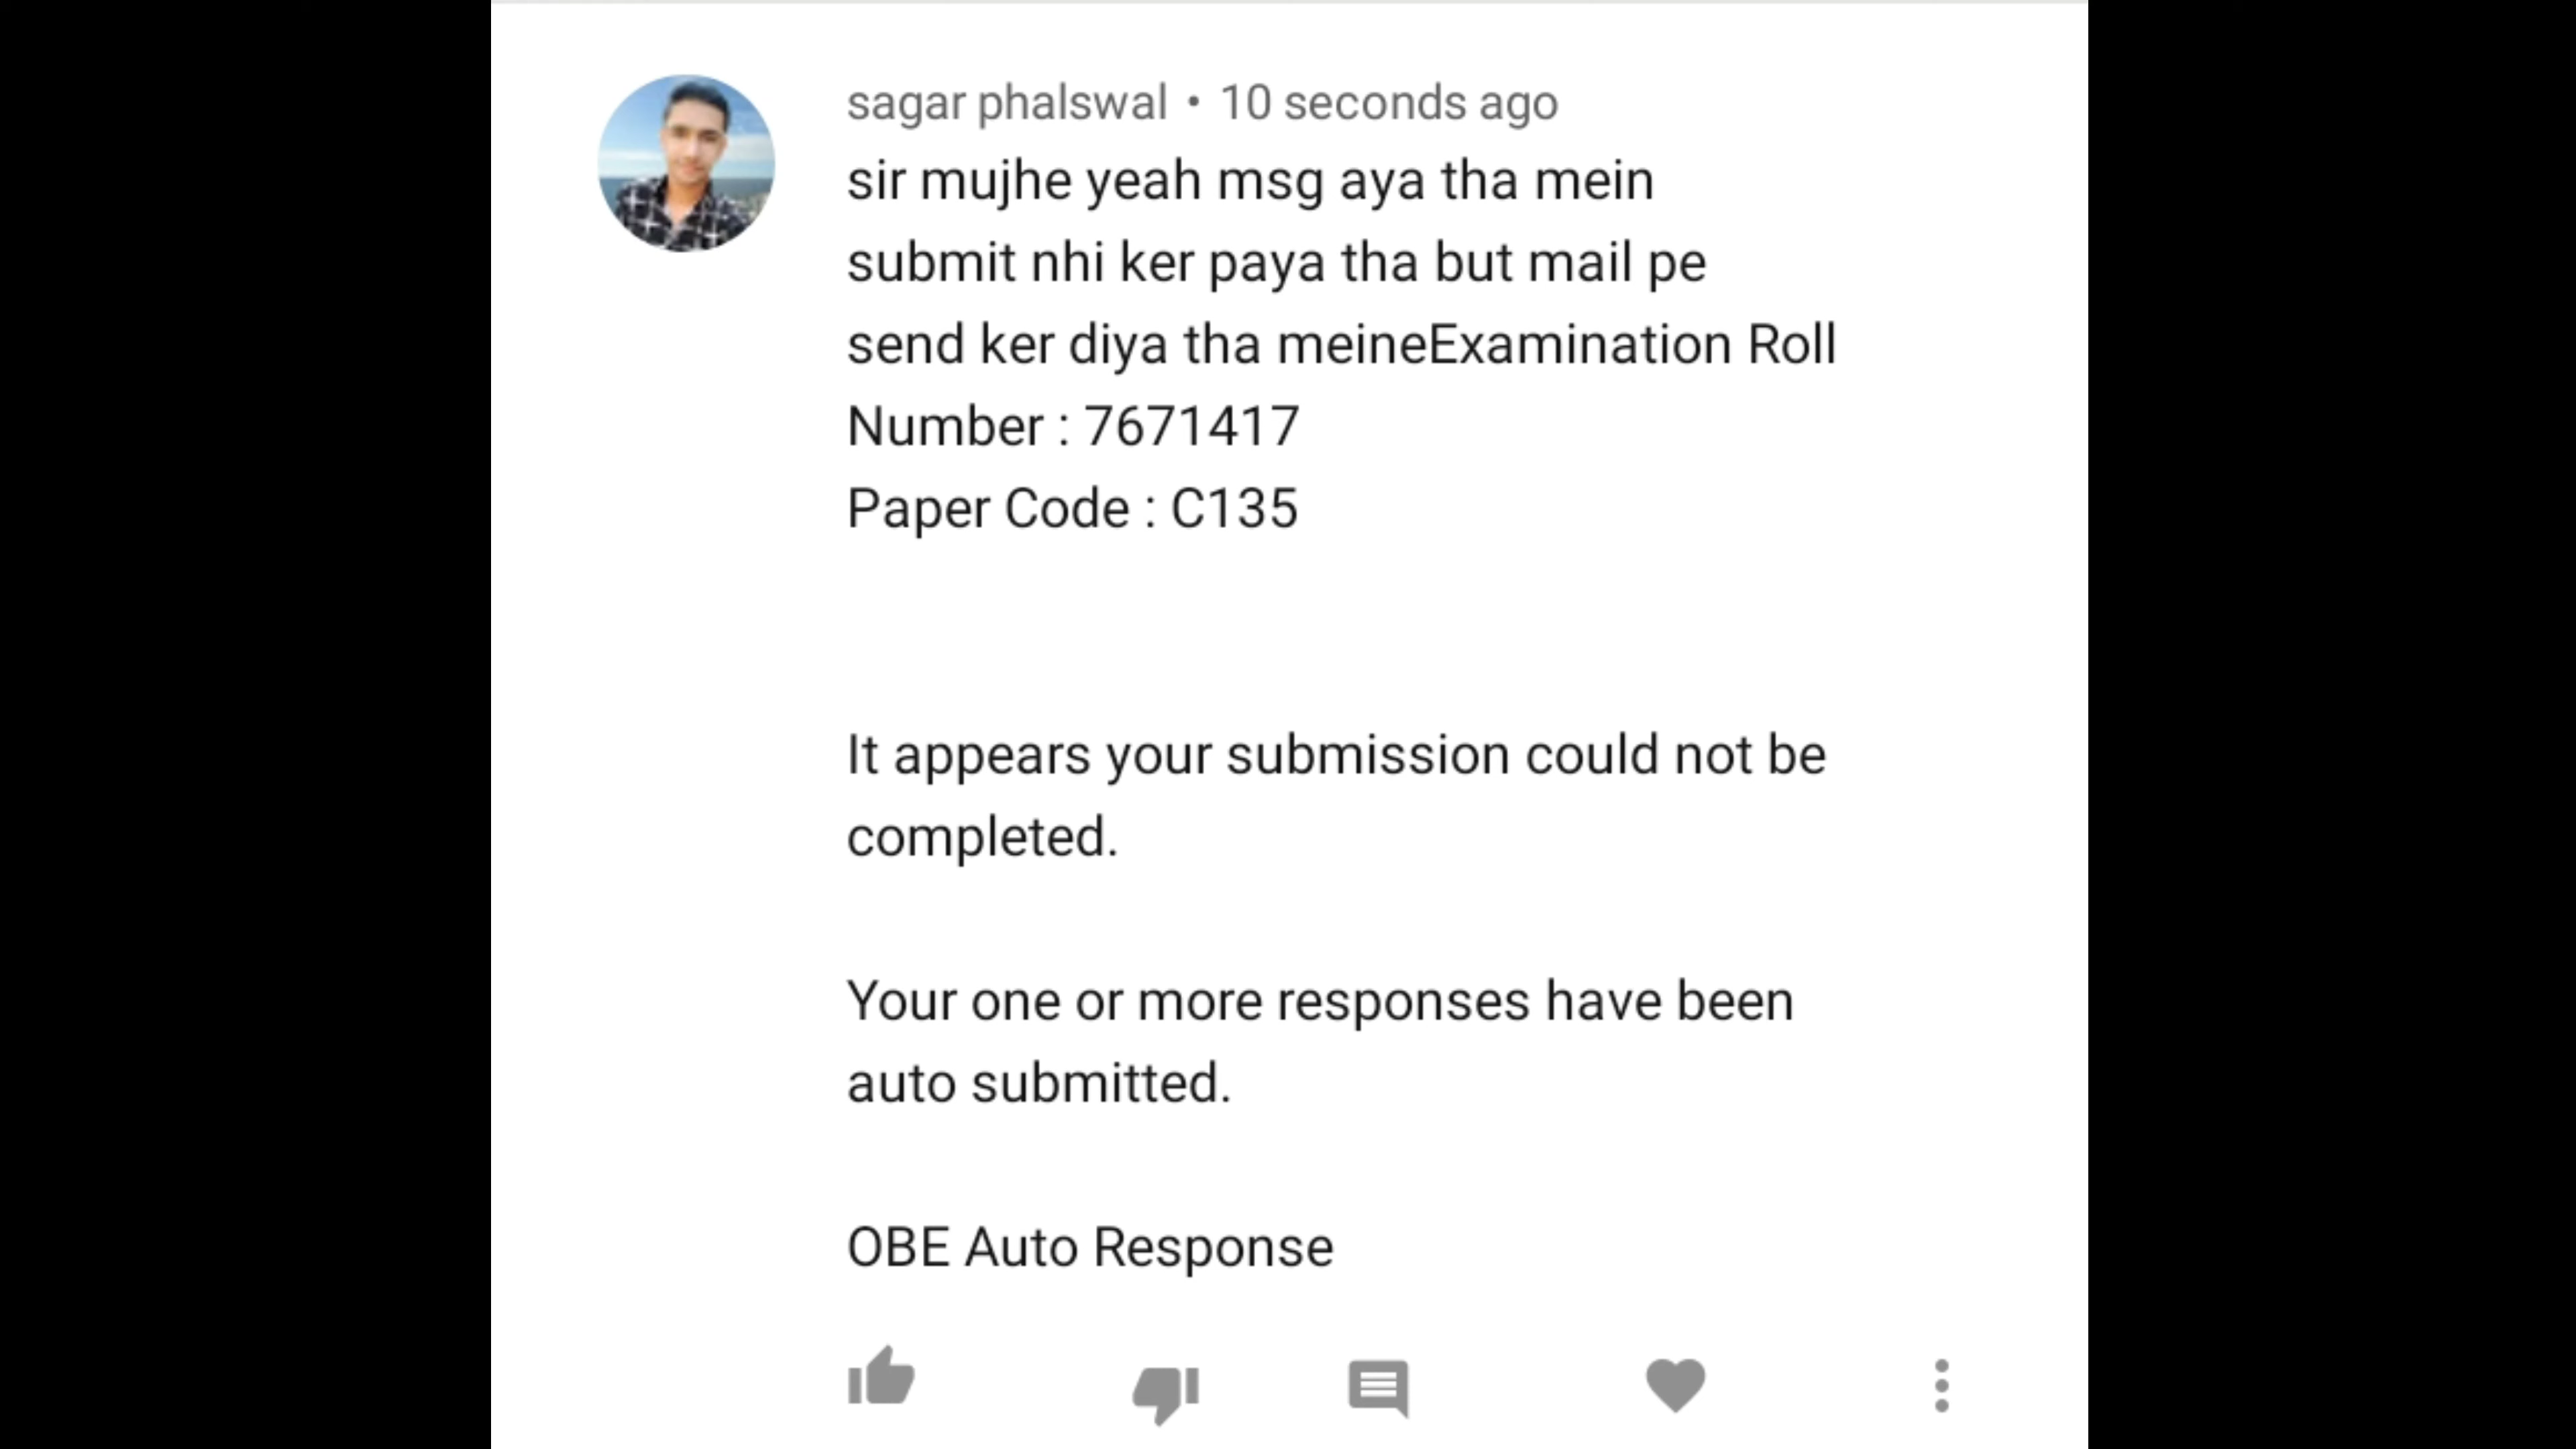 sagar phalswal • 10 seconds ago
sir mujhe yeah msg aya tha mein
submit nhi ker paya tha but mail pe
send ker diya tha meineExamination Roll
Number : 7671417
Paper Code : C135
It appears your submission could not be
completed.
Your one or more responses have been
auto submitted.
OBE Auto Response